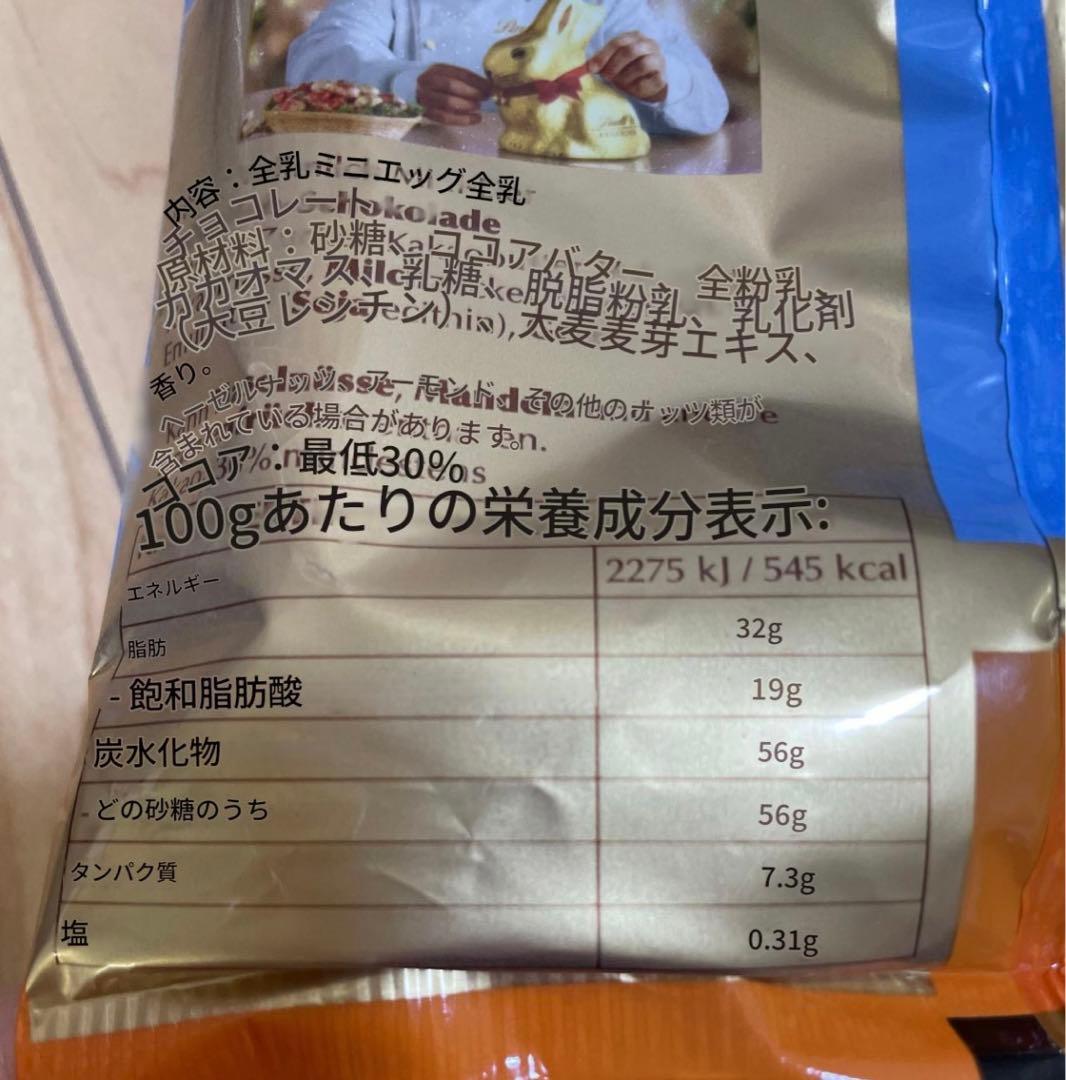 内容：全乳ミニエッグ全乳
チョコレート。
Schokolade
原材料：砂糖、ココアバター、全粉乳、
カカオマス、乳糖、脱脂粉乳、乳化剤
（大豆レシチン）、大麦麦芽エキス、
香り。
ヘーゼルナッツ、アーモンド、その他のナッツ類が
含まれている場合があります。
ココア：最低30%
100gあたりの栄養成分表示:
エネルギー 2275 kJ / 545 kcal
脂肪 32g
- 飽和脂肪酸 19g
炭水化物 56g
- どの砂糖のうち 56g
タンパク質 7.3g
塩 0.31g